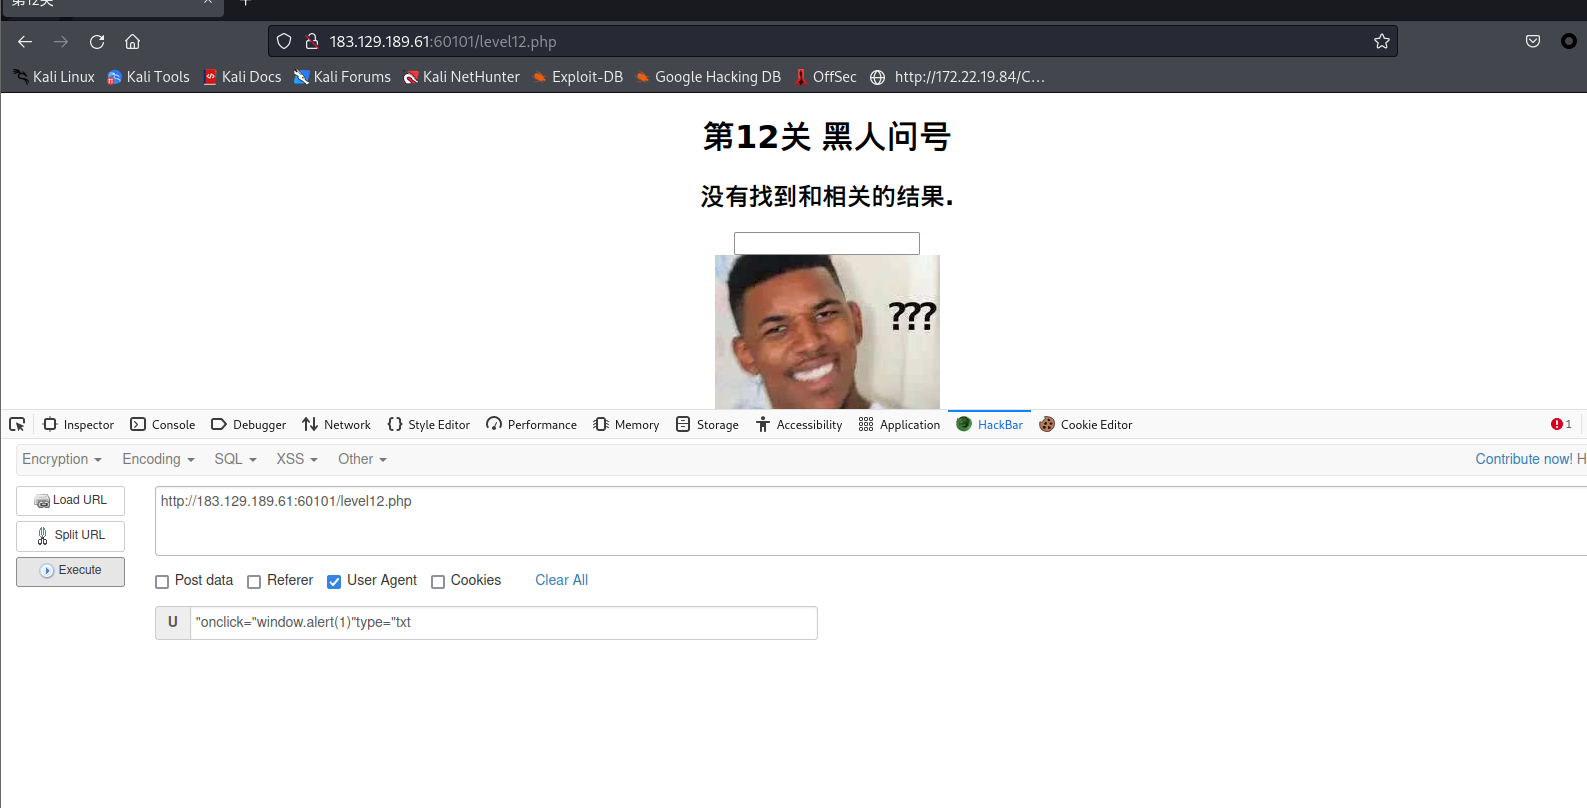 第12关
183.129.189.61:60101/level12.php
Kali Linux Kali Tools Kali Docs Kali Forums Kali NetHunter Exploit-DB Google Hacking DB OffSec http://172.22.19.84/C…
第12关 黑人问号
没有找到和相关的结果.
???
Inspector Console Debugger Network Style Editor Performance Memory Storage Accessibility Application HackBar Cookie Editor 1
Encryption Encoding SQL XSS Other Contribute now! H
Load URL http://183.129.189.61:60101/level12.php
Split URL
Execute Post data Referer User Agent Cookies Clear All
U "onclick="window.alert(1)"type="txt